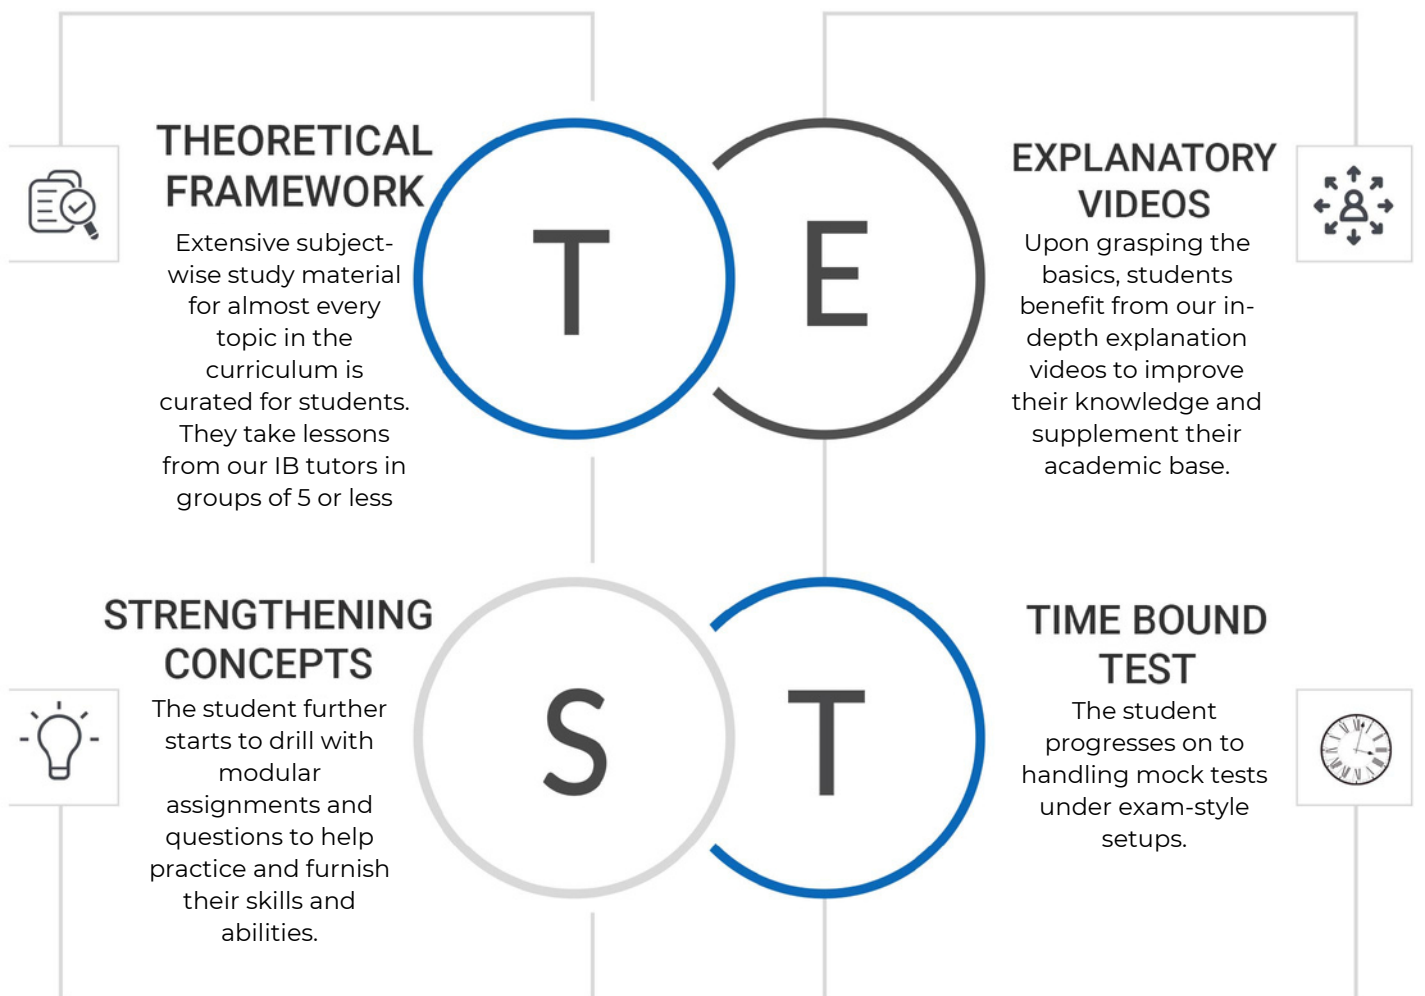 THEORETICAL
FRAMEWORK
Extensive subject-
wise study material
for almost every
topic in the
curriculum is
curated for students.
They take lessons
from our IB tutors in
groups of 5 or less
T
E
EXPLANATORY
VIDEOS
Upon grasping the
basics, students
benefit from our in-
depth explanation
videos to improve
their knowledge and
supplement their
academic base.
STRENGTHENING
CONCEPTS
The student further
starts to drill with
modular
assignments and
questions to help
practice and furnish
their skills and
abilities.
S
T
TIME BOUND
TEST
The student
progresses on to
handling mock tests
under exam-style
setups.